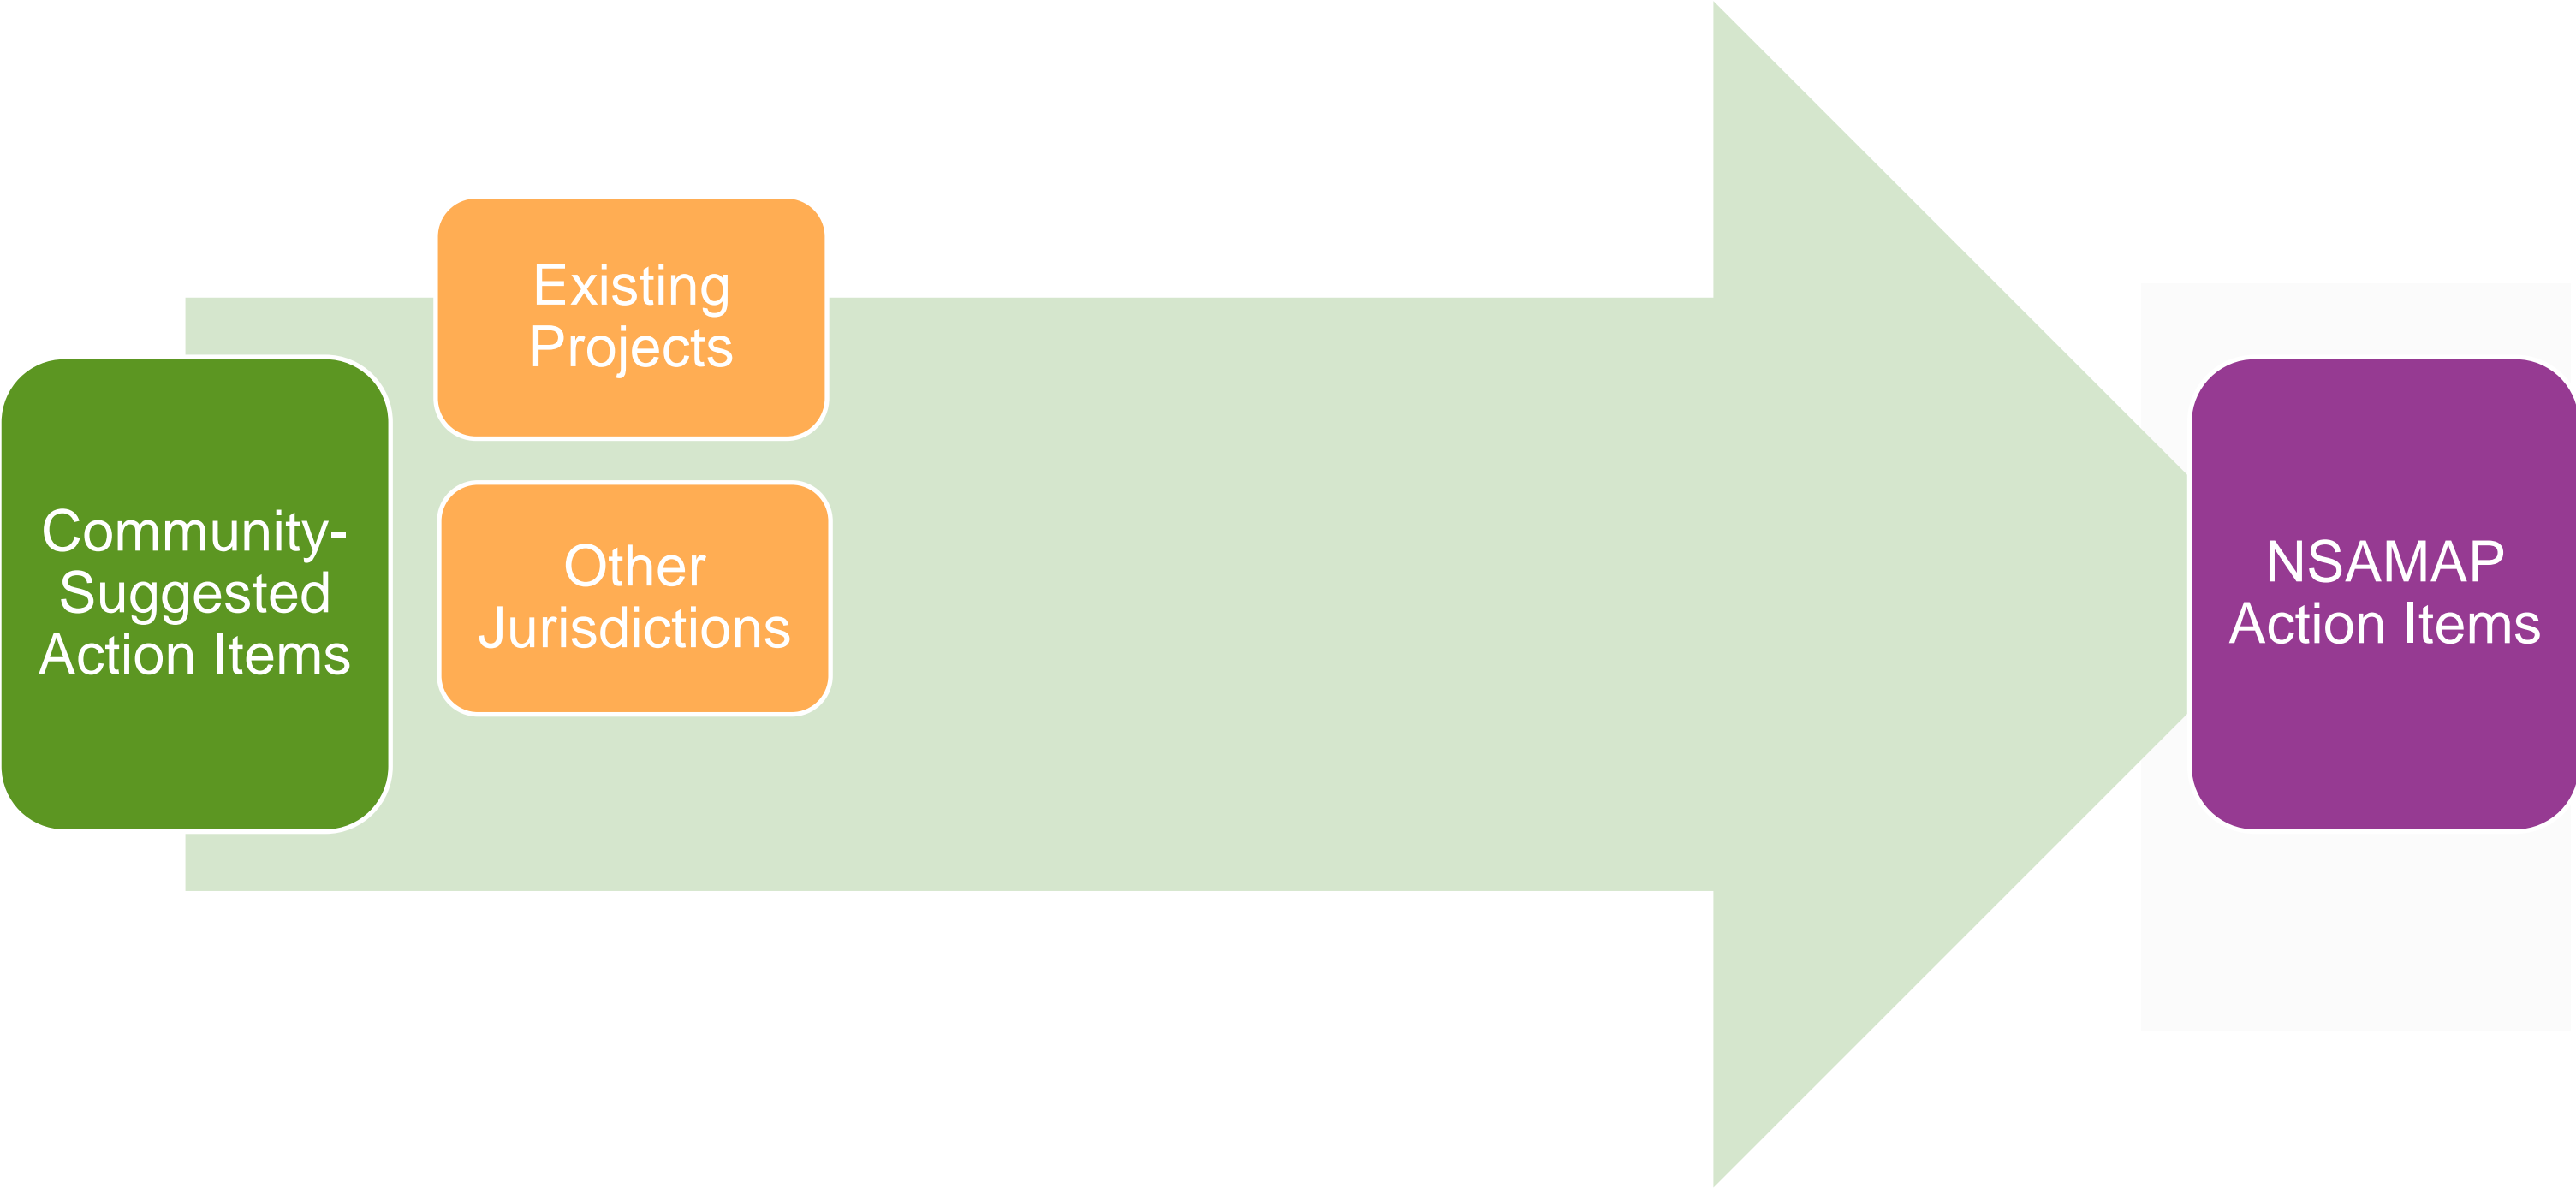 Community-
Suggested
Action Items
Existing
Projects
Other
Jurisdictions
NSAMAP
Action Items